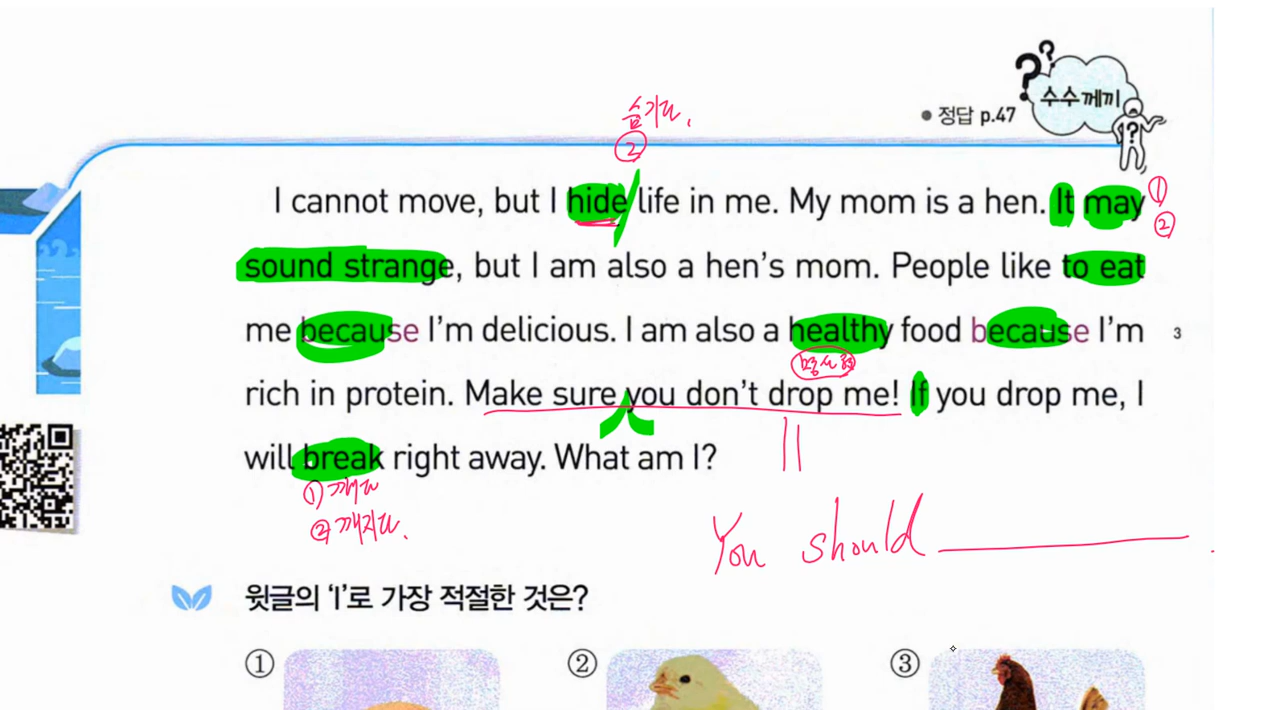 ? ?
수수께끼
?
● 정답 p.47
숨기다.
②
I cannot move, but I hide life in me. My mom is a hen. It may ①
②
sound strange, but I am also a hen's mom. People like to eat
me because I'm delicious. I am also a healthy food because I'm 3
형용사
rich in protein. Make sure you don't drop me! If you drop me, I
will break right away. What am I?
① 깨다
② 깨지다.
You should ________ .
윗글의 'I'로 가장 적절한 것은?
① ② ③